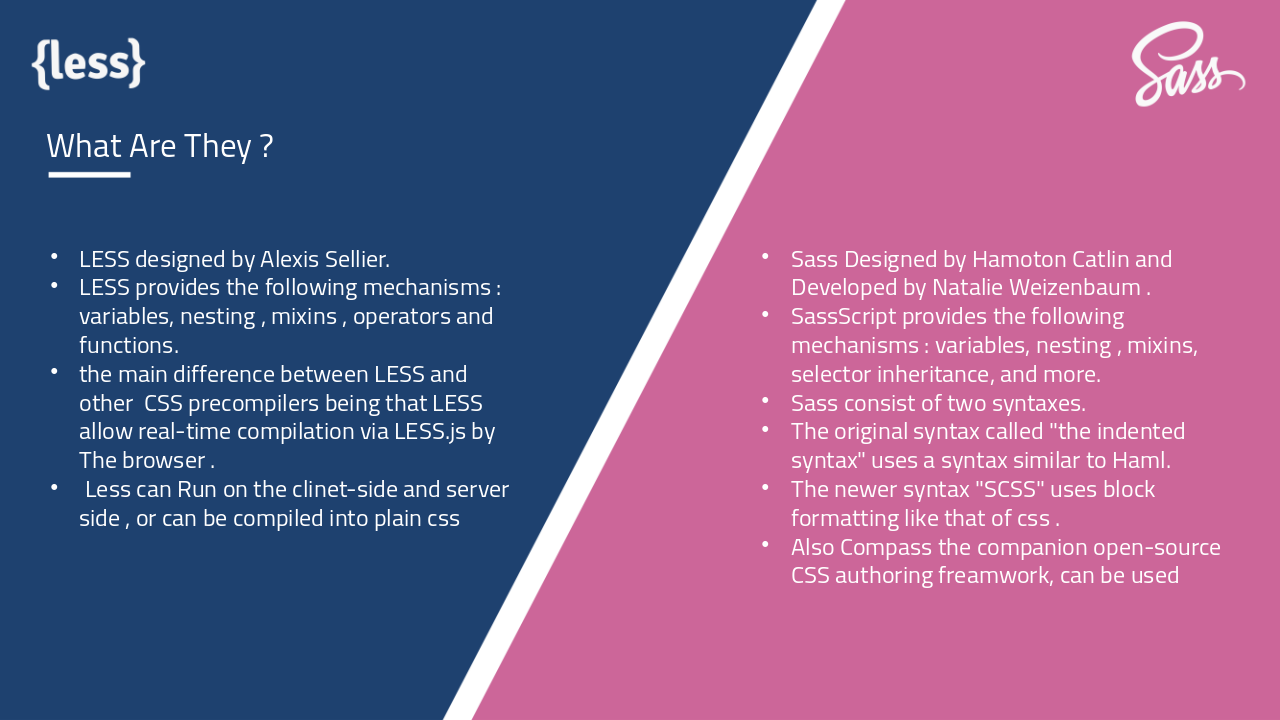 {less}
Sass
What Are They ?
• LESS designed by Alexis Sellier.
• LESS provides the following mechanisms :
variables, nesting , mixins , operators and
functions.
• the main difference between LESS and
other  CSS precompilers being that LESS
allow real-time compilation via LESS.js by
The browser .
•  Less can Run on the clinet-side and server
side , or can be compiled into plain css
• Sass Designed by Hamoton Catlin and
Developed by Natalie Weizenbaum .
• SassScript provides the following
mechanisms : variables, nesting , mixins,
selector inheritance, and more.
• Sass consist of two syntaxes.
• The original syntax called "the indented
syntax" uses a syntax similar to Haml.
• The newer syntax "SCSS" uses block
formatting like that of css .
• Also Compass the companion open-source
CSS authoring freamwork, can be used